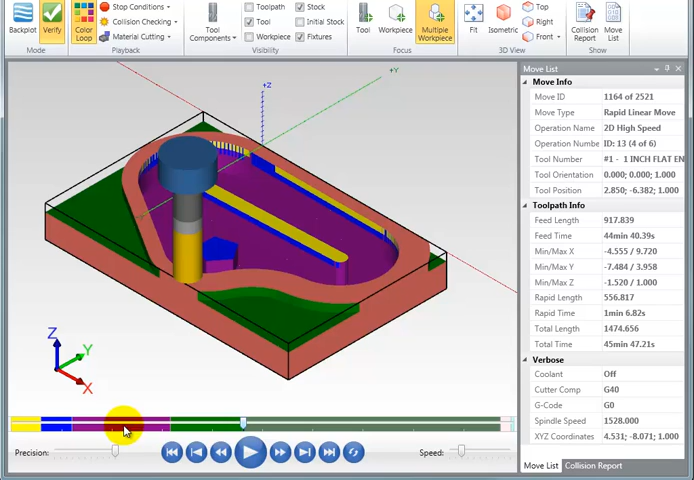 Backplot
Verify
Mode
Color
Loop
Stop Conditions
Collision Checking
Material Cutting
Playback
Tool
Components
Toolpath
Tool
Workpiece
Stock
Initial Stock
Fixtures
Visibility
Tool
Workpiece
Multiple
Workpiece
Focus
Fit
Isometric
Top
Right
Front
3D View
Collision
Report
Move
List
Show
+Z
+Y
Z
Y
X
Precision:
Speed:
Move List
Move Info
Move ID 1164 of 2521
Move Type Rapid Linear Move
Operation Name 2D High Speed
Operation Number ID: 13 (4 of 6)
Tool Number #1 - 1 INCH FLAT EN
Tool Orientation 0.000; 0.000; 1.000
Tool Position 2.850; -6.382; 1.000
Toolpath Info
Feed Length 917.839
Feed Time 44min 40.39s
Min/Max X -4.555 / 9.720
Min/Max Y -7.484 / 3.958
Min/Max Z -1.520 / 1.000
Rapid Length 556.817
Rapid Time 1min 6.82s
Total Length 1474.656
Total Time 45min 47.21s
Verbose
Coolant Off
Cutter Comp G40
G-Code G0
Spindle Speed 1528.000
XYZ Coordinates 4.531; -8.071; 1.000
Move List
Collision Report